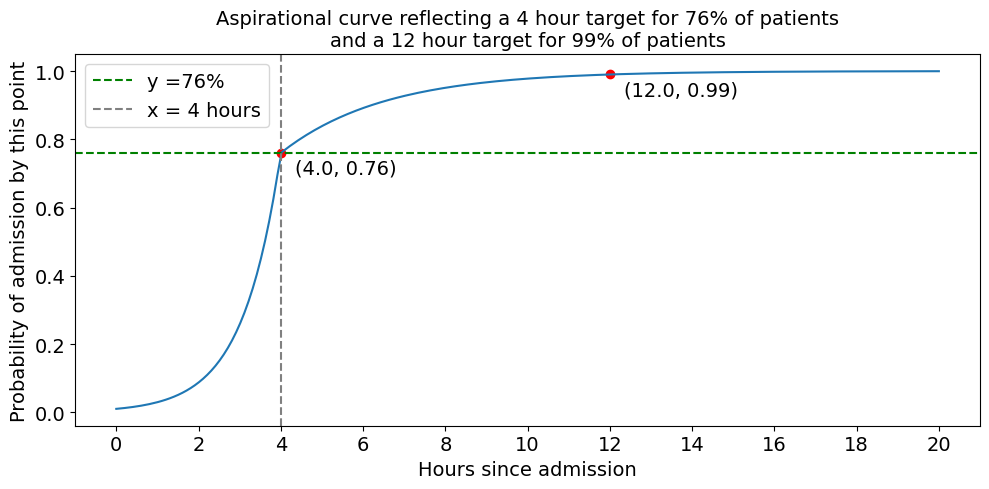 Aspirational curve reflecting a 4 hour target for 76% of patients
and a 12 hour target for 99% of patients
Probability of admission by this point
1.0
0.8
0.6
0.4
0.2
0.0
y =76%
x = 4 hours
(12.0, 0.99)
(4.0, 0.76)
0 2 4 6 8 10 12 14 16 18 20
Hours since admission